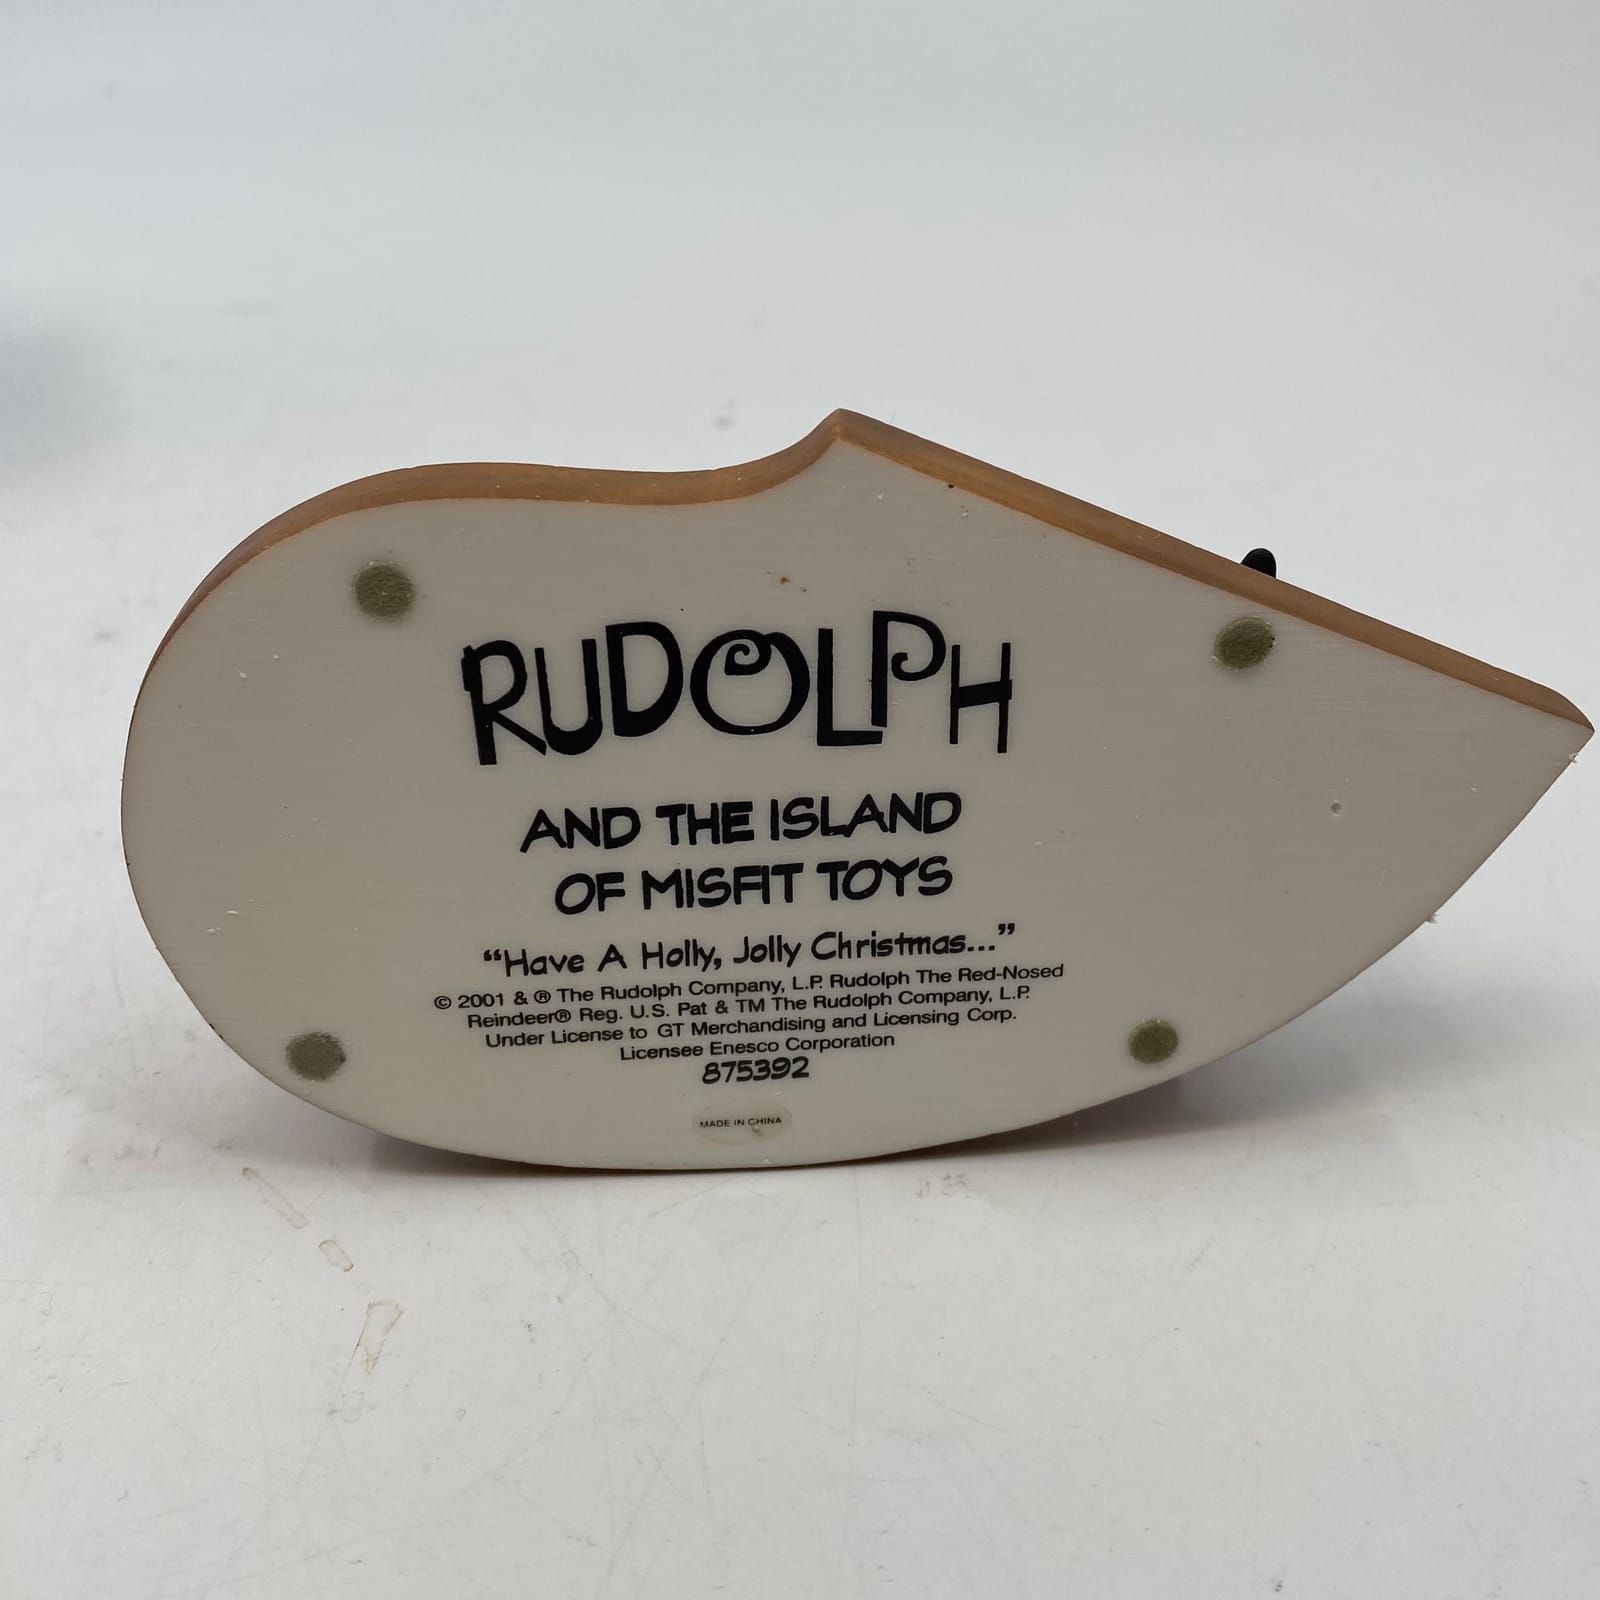 RUDOLPH
AND THE ISLAND
OF MISFIT TOYS
“Have A Holly, Jolly Christmas...”
© 2001 & ® The Rudolph Company, L.P. Rudolph The Red-Nosed
Reindeer® Reg. U.S. Pat & TM The Rudolph Company, L.P.
Under License to GT Merchandising and Licensing Corp.
Licensee Enesco Corporation
875392
MADE IN CHINA